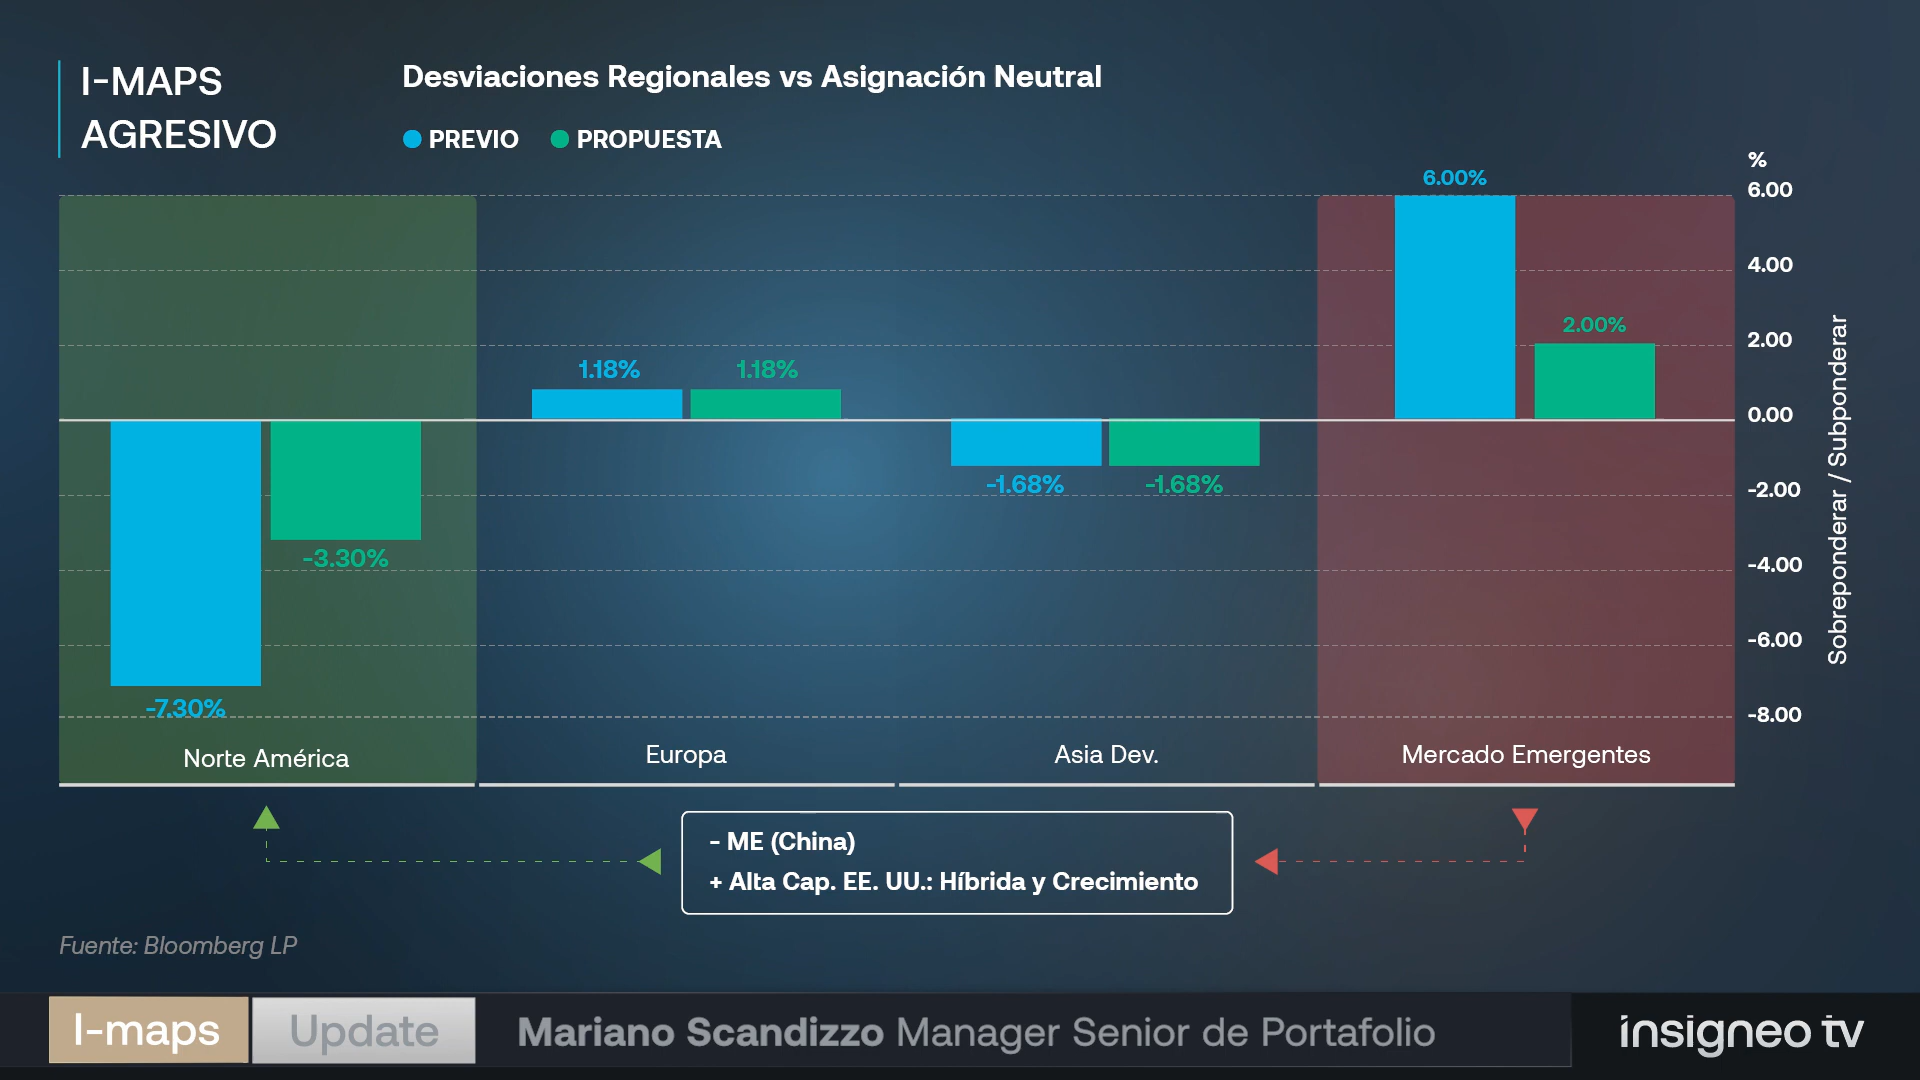 I-MAPS
AGRESIVO
Desviaciones Regionales vs Asignación Neutral
PREVIO PROPUESTA
%
6.00
4.00
2.00
0.00
-2.00
-4.00
-6.00
-8.00
Sobreponderar / Subponderar
-7.30%
-3.30%
1.18%
1.18%
-1.68%
-1.68%
6.00%
2.00%
Norte América
Europa
Asia Dev.
Mercado Emergentes
- ME (China)
+ Alta Cap. EE. UU.: Híbrida y Crecimiento
Fuente: Bloomberg LP
I-maps Update Mariano Scandizzo Manager Senior de Portafolio
insigneo tv